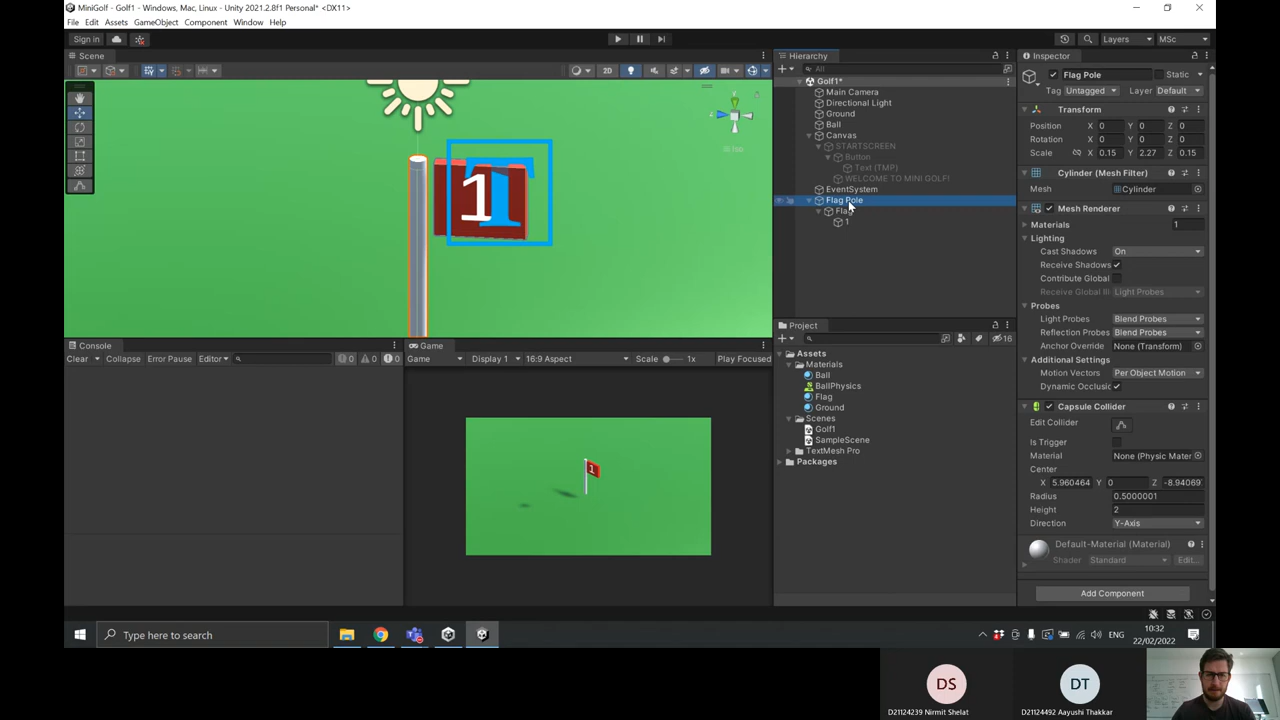 MiniGolf - Golf1 - Windows, Mac, Linux - Unity 2021.2.8f1 Personal* <DX11>
File Edit Assets GameObject Component Window Help
Sign in
Layers
MSc
Scene
2D
1
Console
Clear Collapse Error Pause Editor
0 0 0
Game
Game Display 1 16:9 Aspect Scale 1x Play Focused
1
Hierarchy
All
Golf1*
Main Camera
Directional Light
Ground
Ball
Canvas
STARTSCREEN
Button
Text (TMP)
WELCOME TO MINI GOLF!
EventSystem
Flag Pole
Flag
1
Project
16
Assets
Materials
Ball
BallPhysics
Flag
Ground
Scenes
Golf1
SampleScene
TextMesh Pro
Packages
Inspector
Flag Pole Static
Tag Untagged Layer Default
Transform
Position X 0 Y 0 Z 0
Rotation X 0 Y 0 Z 0
Scale X 0.15 Y 2.27 Z 0.15
Cylinder (Mesh Filter)
Mesh Cylinder
Mesh Renderer
Materials 1
Lighting
Cast Shadows On
Receive Shadows
Contribute Global
Receive Global Ill Light Probes
Probes
Light Probes Blend Probes
Reflection Probes Blend Probes
Anchor Override None (Transform)
Additional Settings
Motion Vectors Per Object Motion
Dynamic Occlusic
Capsule Collider
Edit Collider
Is Trigger
Material None (Physic Mater
Center
X 5.960464 Y 0 Z -8.94069
Radius 0.5000001
Height 2
Direction Y-Axis
Default-Material (Material)
Shader Standard Edit...
Add Component
Type here to search
ENG
10:32
22/02/2022
DS
D21124239 Nirmit Shelat
DT
D21124492 Aayushi Thakkar